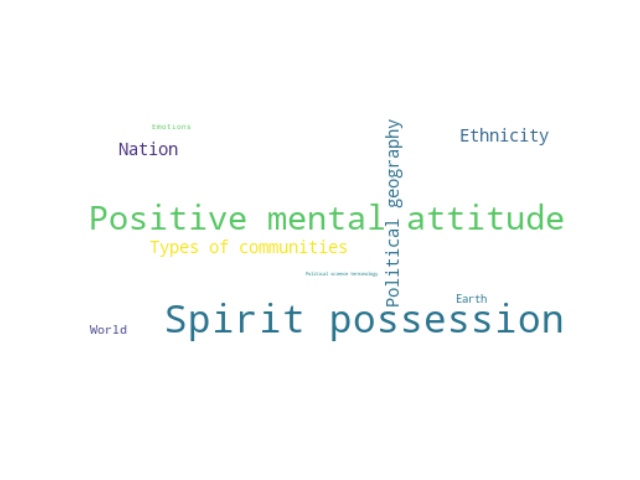 Emotions
Ethnicity
Nation
Political geography
Positive mental attitude
Types of communities
Political science terminology
Earth
World
Spirit possession